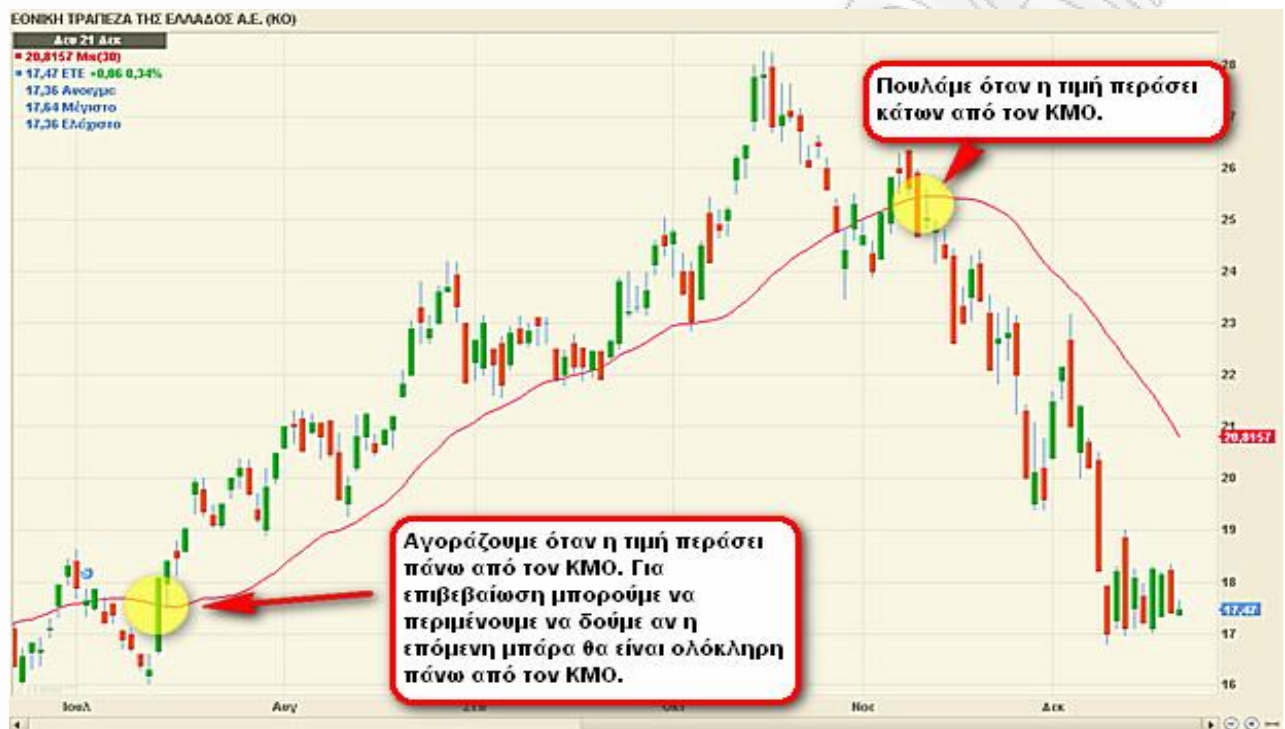 ΕΘΝΙΚΗ ΤΡΑΠΕΖΑ ΤΗΣ ΕΛΛΑΔΟΣ Α.Ε. (ΚΟ)
Δευ 21 Δεκ
20,8157 Μα(30)
17,47 ΕΤΕ +0,06 0,34%
17,36 Άνοιγμα
17,64 Μέγιστο
17,36 Ελάχιστο
Πουλάμε όταν η τιμή περάσει
κάτων από τον ΚΜΟ.
28
26
25
24
23
22
21
20,8157
20
19
18
17,47
17
16
Αγοράζουμε όταν η τιμή περάσει
πάνω από τον ΚΜΟ. Για
επιβεβαίωση μπορούμε να
περιμένουμε να δούμε αν η
επόμενη μπάρα θα είναι ολόκληρη
πάνω από τον ΚΜΟ.
Ιουλ Αυγ Σεπ Οκτ Νοε Δεκ